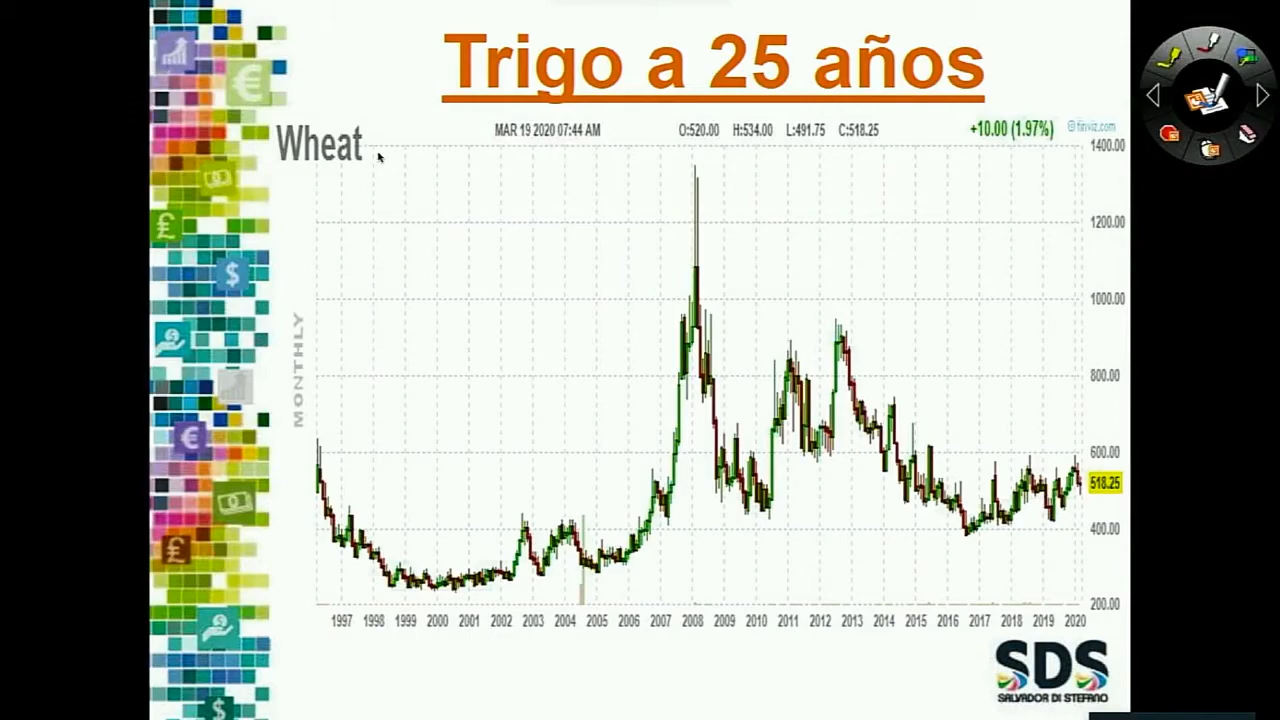 Trigo a 25 años
Wheat
MAR 19 2020 07:44 AM O:520.00 H:534.00 L:491.75 C:518.25 +10.00 (1.97%) © finviz.com
1400.00
1200.00
1000.00
800.00
600.00
518.25
400.00
200.00
MONTHLY
1997 1998 1999 2000 2001 2002 2003 2004 2005 2006 2007 2008 2009 2010 2011 2012 2013 2014 2015 2016 2017 2018 2019 2020
SDS
SALVADOR DI STEFANO